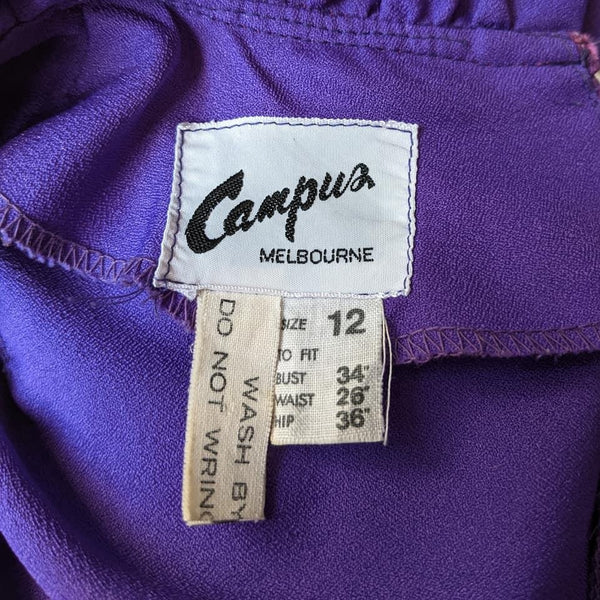 Campus
MELBOURNE
SIZE 12
TO FIT
BUST 34"
WAIST 26"
HIP 36"
WASH BY
DO NOT WRING